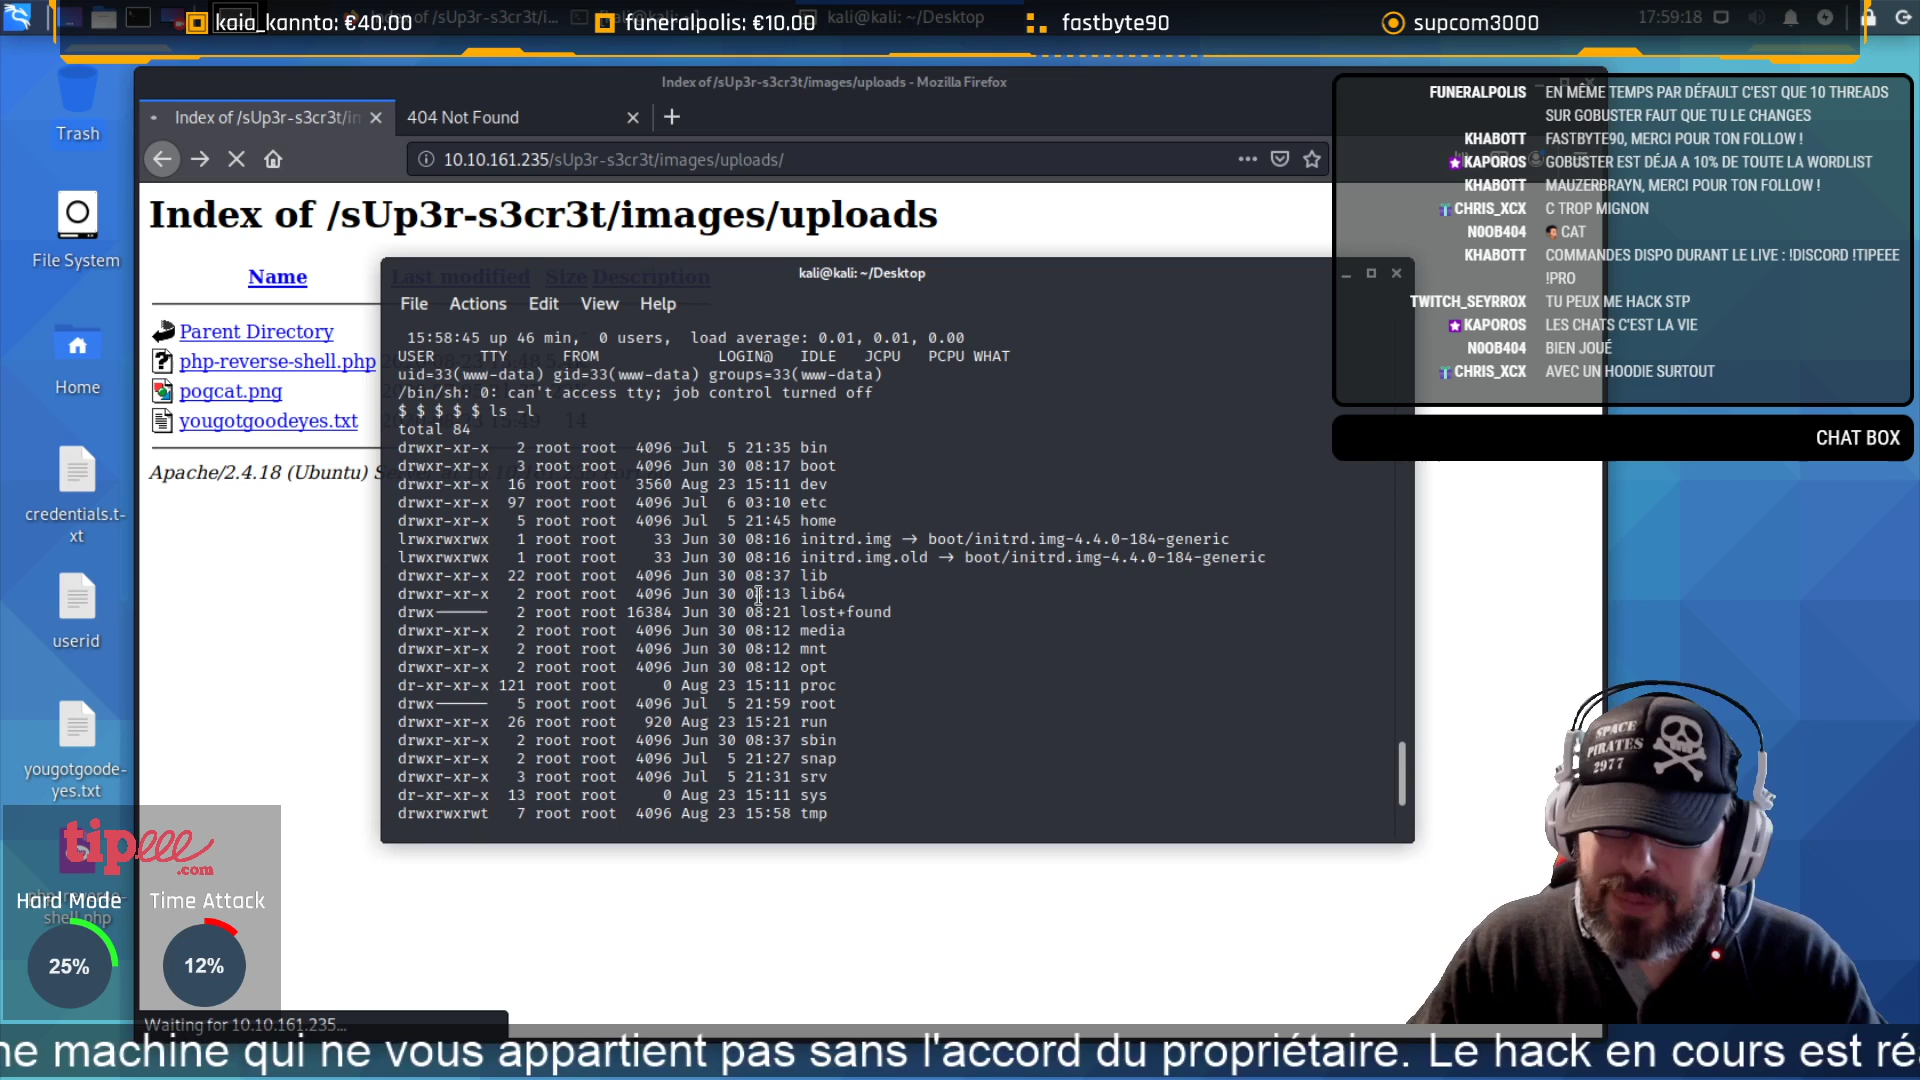 kaia_kannto: €40.00
funeralpolis: €10.00
fastbyte90
supcom3000
kali@kali: ~/Desktop
17:59:18
Index of /sUp3r-s3cr3t/images/uploads - Mozilla Firefox
Index of /sUp3r-s3cr3t/im
404 Not Found
10.10.161.235/sUp3r-s3cr3t/images/uploads/
Index of /sUp3r-s3cr3t/images/uploads
Name
Last modified
Size
Description
Parent Directory
php-reverse-shell.php
pogcat.png
yougotgoodeyes.txt
Apache/2.4.18 (Ubuntu)
kali@kali: ~/Desktop
File Actions Edit View Help
15:58:45 up 46 min, 0 users, load average: 0.01, 0.01, 0.00
USER TTY FROM LOGIN@ IDLE JCPU PCPU WHAT
uid=33(www-data) gid=33(www-data) groups=33(www-data)
/bin/sh: 0: can't access tty; job control turned off
$ $ $ $ $ ls -l
total 84
drwxr-xr-x 2 root root 4096 Jul 5 21:35 bin
drwxr-xr-x 3 root root 4096 Jun 30 08:17 boot
drwxr-xr-x 16 root root 3560 Aug 23 15:11 dev
drwxr-xr-x 97 root root 4096 Jul 6 03:10 etc
drwxr-xr-x 5 root root 4096 Jul 5 21:45 home
lrwxrwxrwx 1 root root 33 Jun 30 08:16 initrd.img → boot/initrd.img-4.4.0-184-generic
lrwxrwxrwx 1 root root 33 Jun 30 08:16 initrd.img.old → boot/initrd.img-4.4.0-184-generic
drwxr-xr-x 22 root root 4096 Jun 30 08:37 lib
drwxr-xr-x 2 root root 4096 Jun 30 08:13 lib64
drwx------ 2 root root 16384 Jun 30 08:21 lost+found
drwxr-xr-x 2 root root 4096 Jun 30 08:12 media
drwxr-xr-x 2 root root 4096 Jun 30 08:12 mnt
drwxr-xr-x 2 root root 4096 Jun 30 08:12 opt
dr-xr-xr-x 121 root root 0 Aug 23 15:11 proc
drwx------ 5 root root 4096 Jul 5 21:59 root
drwxr-xr-x 26 root root 920 Aug 23 15:21 run
drwxr-xr-x 2 root root 4096 Jun 30 08:37 sbin
drwxr-xr-x 2 root root 4096 Jul 5 21:27 snap
drwxr-xr-x 3 root root 4096 Jul 5 21:31 srv
dr-xr-xr-x 13 root root 0 Aug 23 15:11 sys
drwxrwxrwt 7 root root 4096 Aug 23 15:58 tmp
FUNERALPOLIS EN MÊME TEMPS PAR DÉFAULT C'EST QUE 10 THREADS
SUR GOBUSTER FAUT QUE TU LE CHANGES
KHABOTT FASTBYTE90, MERCI POUR TON FOLLOW !
KAPOROS GOBUSTER EST DÉJA A 10% DE TOUTE LA WORDLIST
KHABOTT MAUZERBRAYN, MERCI POUR TON FOLLOW !
CHRIS_XCX C TROP MIGNON
N00B404 CAT
KHABOTT COMMANDES DISPO DURANT LE LIVE : !DISCORD !TIPEEE
!PRO
TWITCH_SEYRROX TU PEUX ME HACK STP
KAPOROS LES CHATS C'EST LA VIE
N00B404 BIEN JOUÉ
CHRIS_XCX AVEC UN HOODIE SURTOUT
CHAT BOX
Trash
File System
Home
credentials.t-
xt
userid
yougotgoode-
yes.txt
php-reverse-
shell.php
tipeee
.com
Hard Mode
Time Attack
25%
12%
SPACE
PIRATES
2977
Waiting for 10.10.161.235...
ne machine qui ne vous appartient pas sans l'accord du propriétaire. Le hack en cours est ré